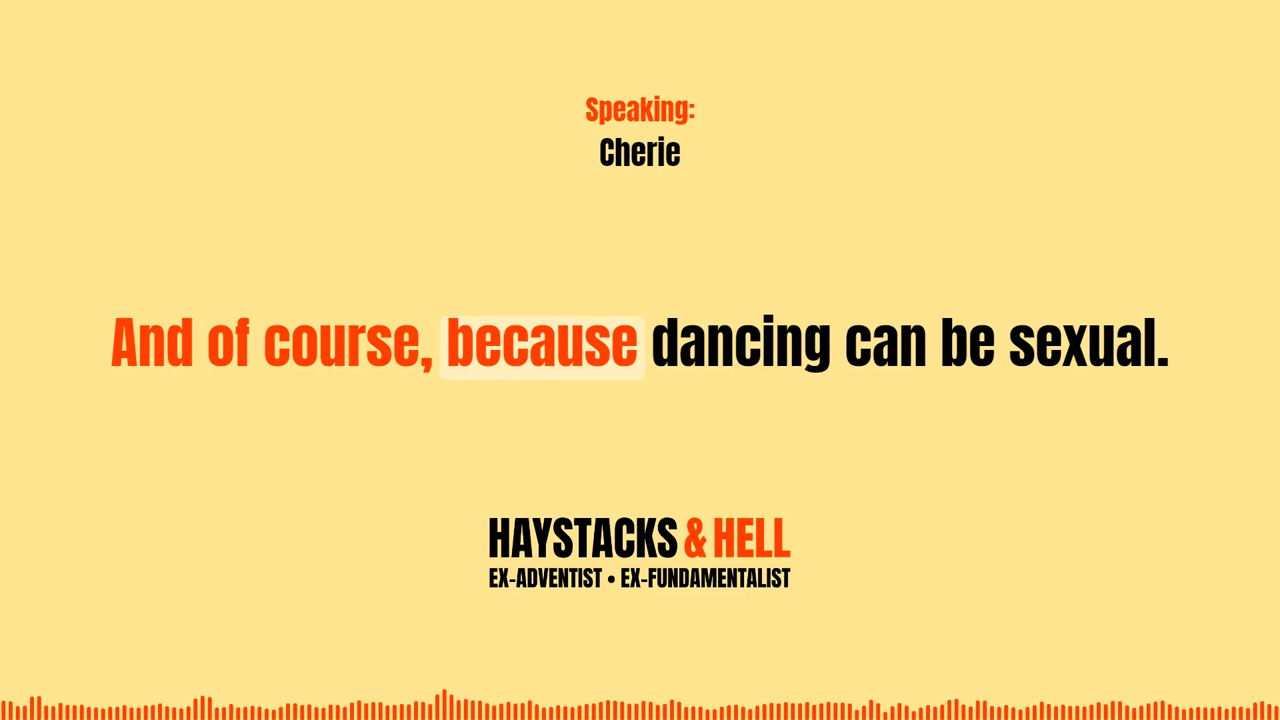 Speaking:
Cherie
And of course, because dancing can be sexual.
HAYSTACKS & HELL
EX-ADVENTIST • EX-FUNDAMENTALIST